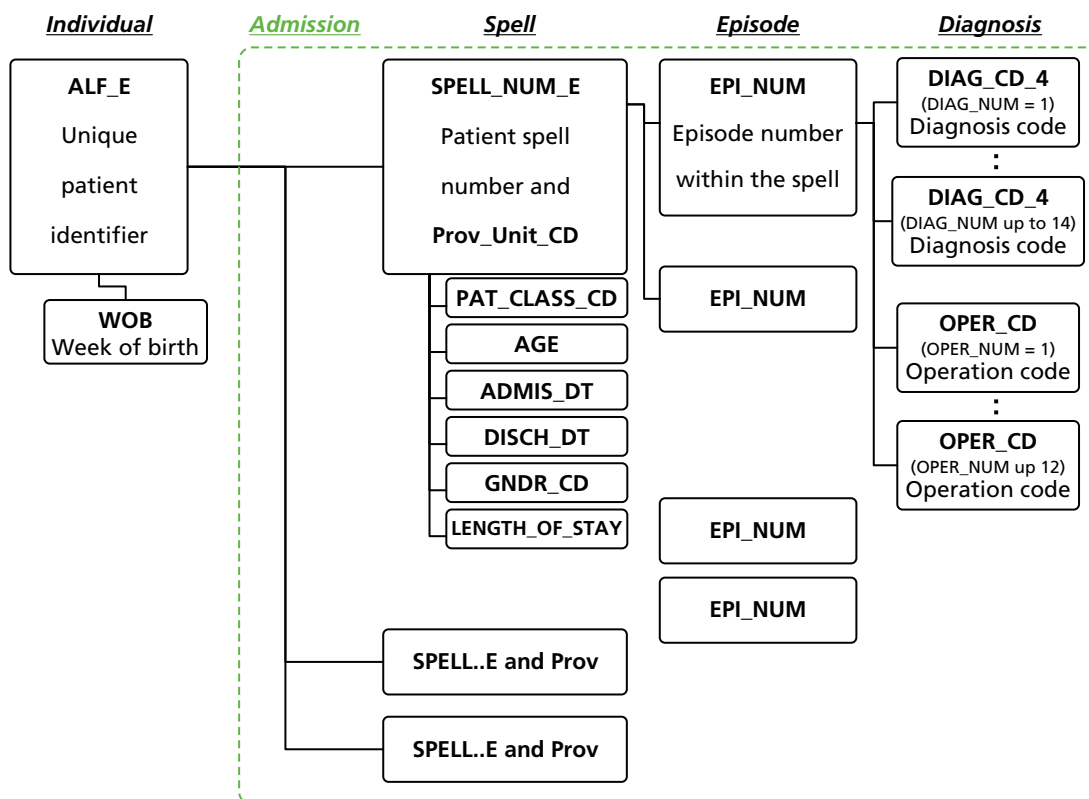 Individual
Admission
Spell
Episode
Diagnosis
ALF_E
Unique
patient
identifier
WOB
Week of birth
SPELL_NUM_E
Patient spell
number and
Prov_Unit_CD
PAT_CLASS_CD
AGE
ADMIS_DT
DISCH_DT
GNDR_CD
LENGTH_OF_STAY
SPELL..E and Prov
SPELL..E and Prov
EPI_NUM
Episode number
within the spell
EPI_NUM
EPI_NUM
EPI_NUM
DIAG_CD_4
(DIAG_NUM = 1)
Diagnosis code
:
DIAG_CD_4
(DIAG_NUM up to 14)
Diagnosis code
OPER_CD
(OPER_NUM = 1)
Operation code
:
OPER_CD
(OPER_NUM up 12)
Operation code